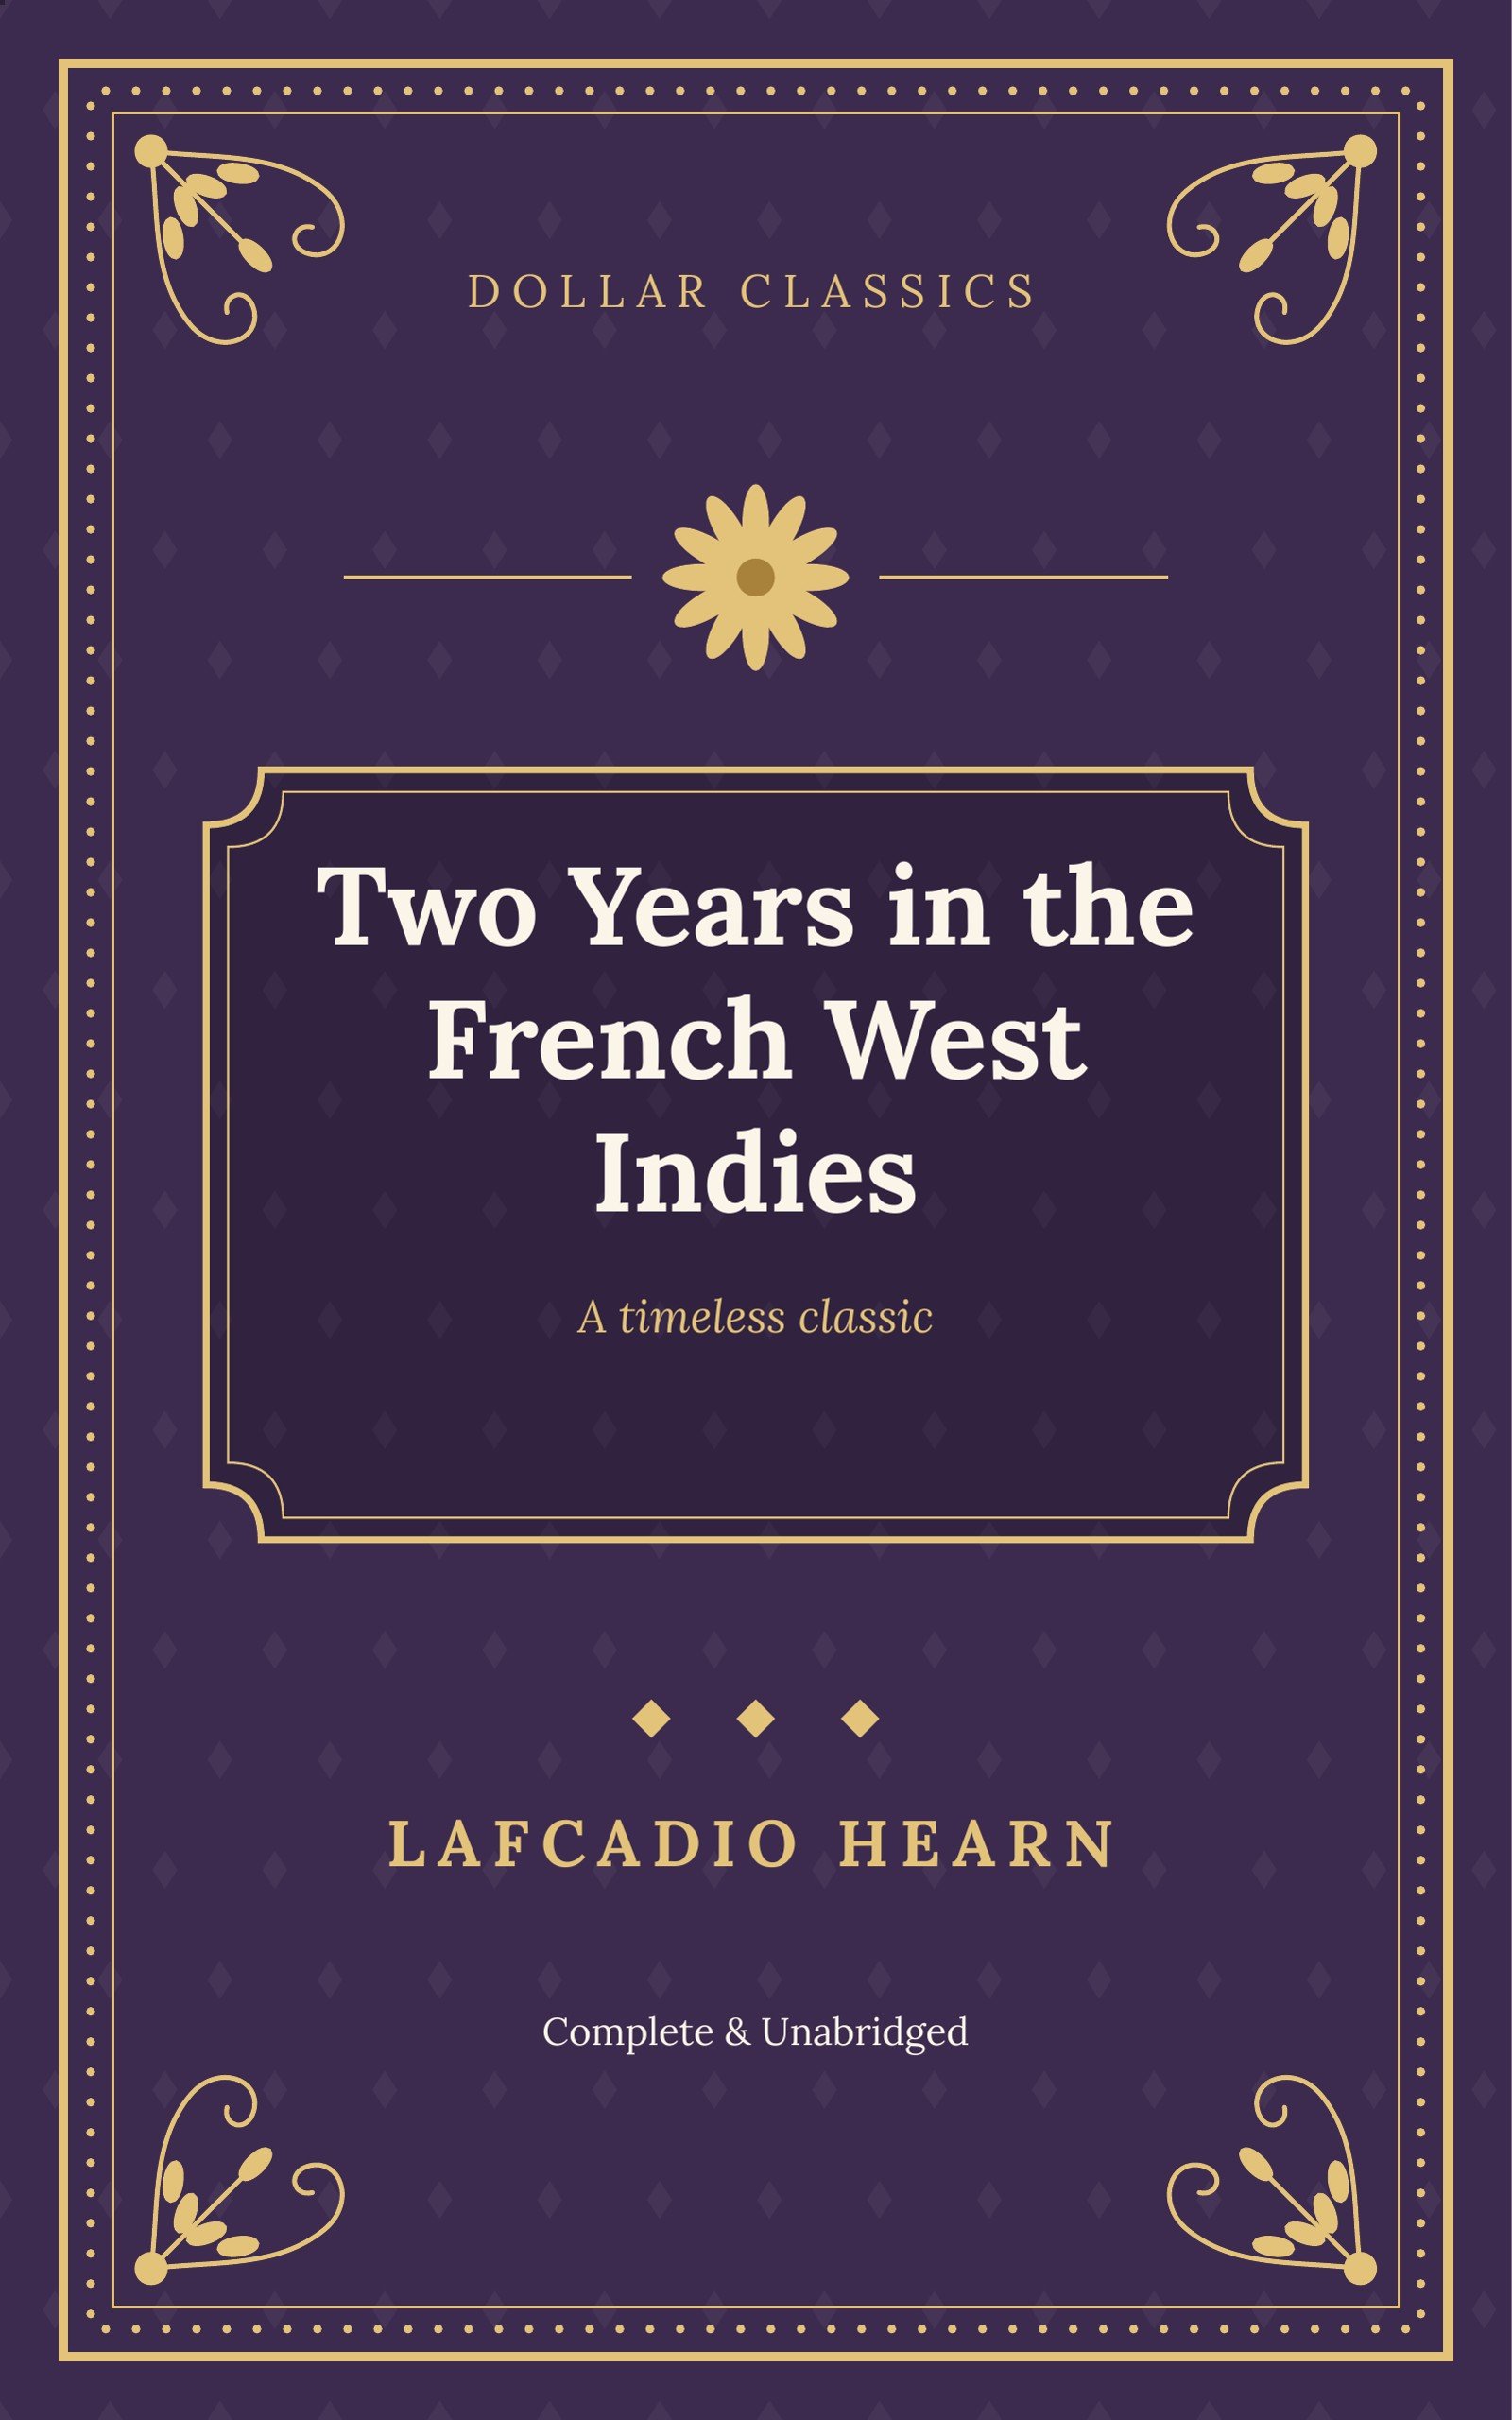 DOLLAR CLASSICS
Two Years in the
French West
Indies
A timeless classic
LAFCADIO HEARN
Complete & Unabridged